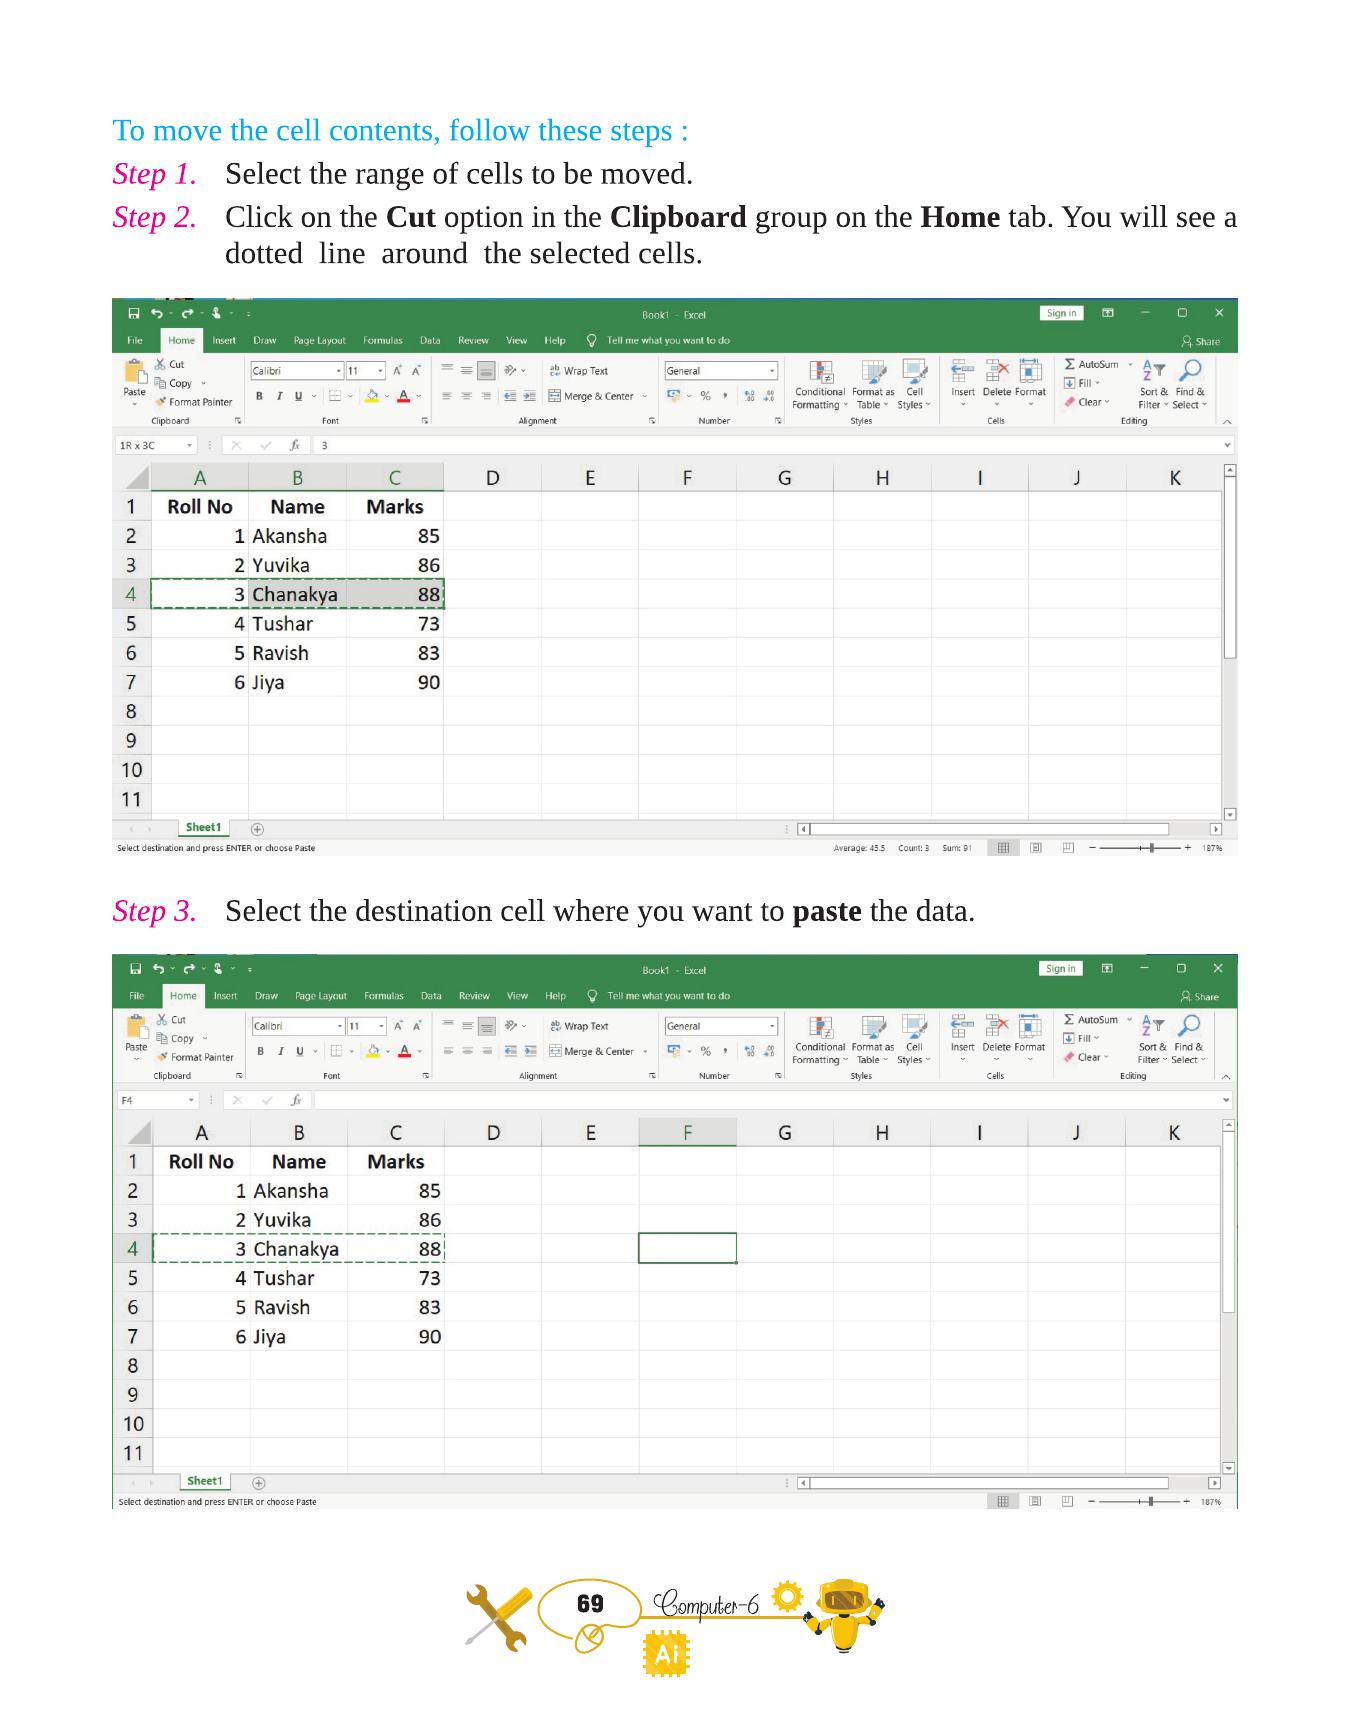 To move the cell contents, follow these steps :
Step 1. Select the range of cells to be moved.
Step 2. Click on the Cut option in the Clipboard group on the Home tab. You will see a
dotted line around the selected cells.
Book1 - Excel Sign in
File Home Insert Draw Page Layout Formulas Data Review View Help Tell me what you want to do Share
Cut
Copy
Format Painter
Paste
Calibri 11
B I U
Wrap Text
Merge & Center
General
% ,
Conditional Formatting Format as Table Cell Styles
Insert Delete Format
AutoSum
Fill
Clear
Sort & Filter Find & Select
Clipboard Font Alignment Number Styles Cells Editing
1R x 3C fx 3
A B C D E F G H I J K
1 Roll No Name Marks
2 1 Akansha 85
3 2 Yuvika 86
4 3 Chanakya 88
5 4 Tushar 73
6 5 Ravish 83
7 6 Jiya 90
8
9
10
11
Sheet1
Select destination and press ENTER or choose Paste Average: 45.5 Count: 3 Sum: 91 187%
Step 3. Select the destination cell where you want to paste the data.
Book1 - Excel Sign in
File Home Insert Draw Page Layout Formulas Data Review View Help Tell me what you want to do Share
Cut
Copy
Format Painter
Paste
Calibri 11
B I U
Wrap Text
Merge & Center
General
% ,
Conditional Formatting Format as Table Cell Styles
Insert Delete Format
AutoSum
Fill
Clear
Sort & Filter Find & Select
Clipboard Font Alignment Number Styles Cells Editing
F4 fx
A B C D E F G H I J K
1 Roll No Name Marks
2 1 Akansha 85
3 2 Yuvika 86
4 3 Chanakya 88
5 4 Tushar 73
6 5 Ravish 83
7 6 Jiya 90
8
9
10
11
Sheet1
Select destination and press ENTER or choose Paste 187%
69 Computer-6
Ai